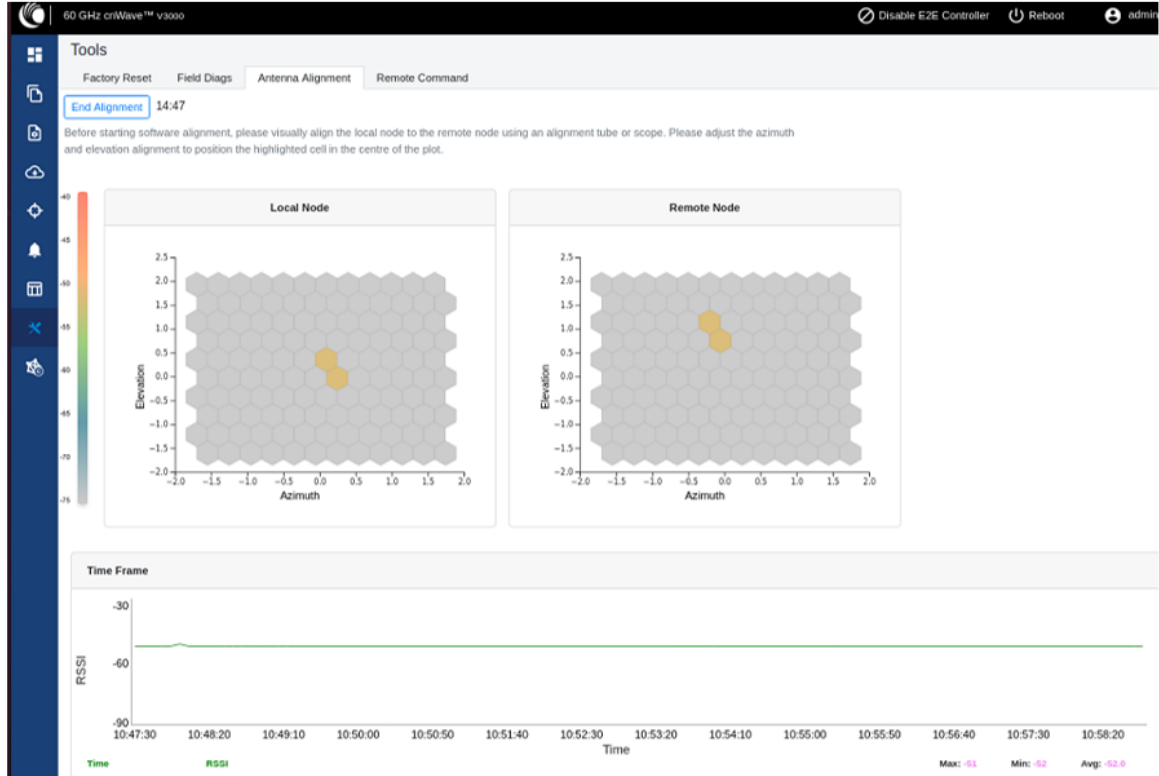 60 GHz cnWave™ V3000
Disable E2E Controller
Reboot
admin
Tools
Factory Reset
Field Diags
Antenna Alignment
Remote Command
End Alignment
14:47
Before starting software alignment, please visually align the local node to the remote node using an alignment tube or scope. Please adjust the azimuth
and elevation alignment to position the highlighted cell in the centre of the plot.
-40
-45
-50
-55
-60
-65
-70
-75
Local Node
2.5
2.0
1.5
1.0
0.5
0.0
−0.5
−1.0
−1.5
−2.0
Elevation
−2.0 −1.5 −1.0 −0.5 0.0 0.5 1.0 1.5 2.0
Azimuth
Remote Node
2.5
2.0
1.5
1.0
0.5
0.0
−0.5
−1.0
−1.5
−2.0
Elevation
−2.0 −1.5 −1.0 −0.5 0.0 0.5 1.0 1.5 2.0
Azimuth
Time Frame
-30
-60
-90
RSSI
10:47:30 10:48:20 10:49:10 10:50:00 10:50:50 10:51:40 10:52:30 10:53:20 10:54:10 10:55:00 10:55:50 10:56:40 10:57:30 10:58:20
Time
Time RSSI Max: -51 Min: -52 Avg: -52.0